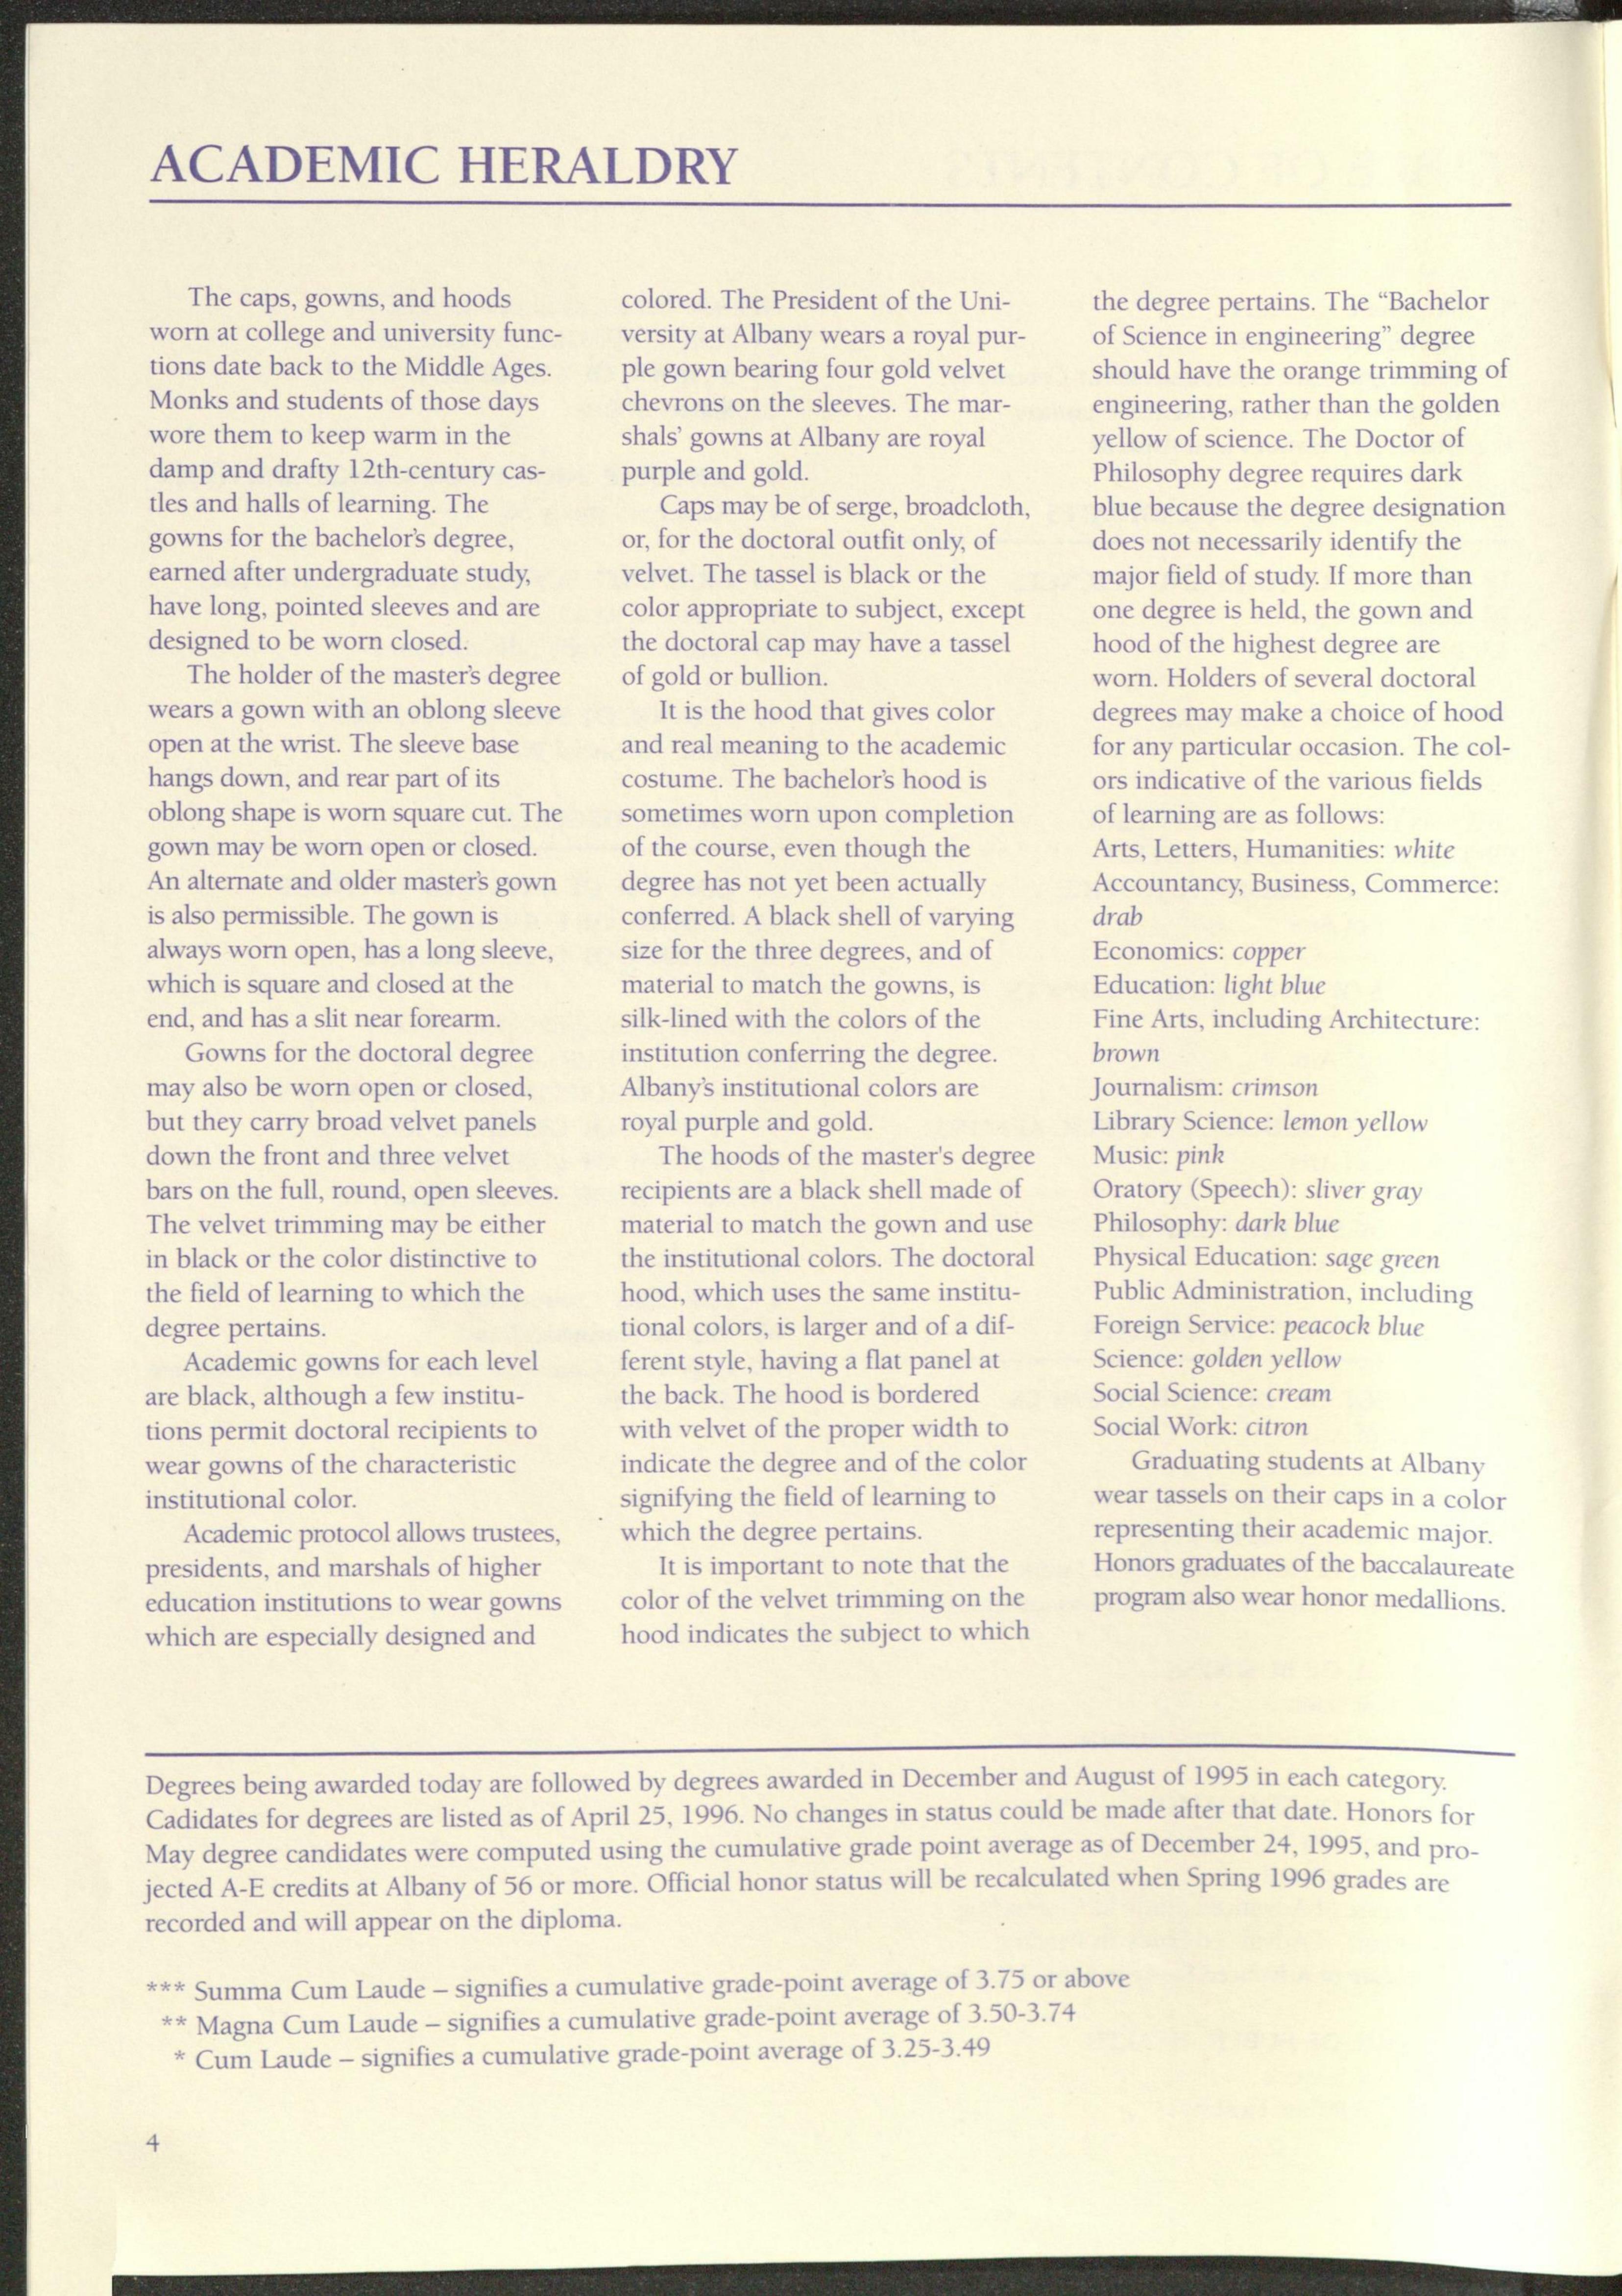 ACADEMIC HERALDRY
The caps, gowns, and hoods
worn at college and university func-
tions date back to the Middle Ages.
Monks and students of those days
wore them to keep warm in the
damp and drafty 12th-century cas-
tles and halls of learning. The
gowns for the bachelor's degree,
earned after undergraduate study,
have long, pointed sleeves and are
designed to be worn closed.
The holder of the master's degree
wears a gown with an oblong sleeve
open at the wrist. The sleeve base
hangs down, and rear part of its
oblong shape is worn square cut. The
gown may be worn open or closed.
An alternate and older master's gown
is also permissible. The gown is
always worn open, has a long sleeve,
which is square and closed at the
end, and has a slit near forearm.
Gowns for the doctoral degree
may also be worn open or closed,
but they carry broad velvet panels
down the front and three velvet
bars on the full, round, open sleeves.
The velvet trimming may be either
in black or the color distinctive to
the field of learning to which the
degree pertains.
Academic gowns for each level
are black, although a few institu-
tions permit doctoral recipients to
wear gowns of the characteristic
institutional color.
Academic protocol allows trustees,
presidents, and marshals of higher
education institutions to wear gowns
which are especially designed and
colored. The President of the Uni-
versity at Albany wears a royal pur-
ple gown bearing four gold velvet
chevrons on the sleeves. The mar-
shals' gowns at Albany are royal
purple and gold.
Caps may be of serge, broadcloth,
or, for the doctoral outfit only, of
velvet. The tassel is black or the
color appropriate to subject, except
the doctoral cap may have a tassel
of gold or bullion.
It is the hood that gives color
and real meaning to the academic
costume. The bachelor's hood is
sometimes worn upon completion
of the course, even though the
degree has not yet been actually
conferred. A black shell of varying
size for the three degrees, and of
material to match the gowns, is
silk-lined with the colors of the
institution conferring the degree.
Albany's institutional colors are
royal purple and gold.
The hoods of the master's degree
recipients are a black shell made of
material to match the gown and use
the institutional colors. The doctoral
hood, which uses the same institu-
tional colors, is larger and of a dif-
ferent style, having a flat panel at
the back. The hood is bordered
with velvet of the proper width to
indicate the degree and of the color
signifying the field of learning to
which the degree pertains.
It is important to note that the
color of the velvet trimming on the
hood indicates the subject to which
the degree pertains. The “Bachelor
of Science in engineering” degree
should have the orange trimming of
engineering, rather than the golden
yellow of science. The Doctor of
Philosophy degree requires dark
blue because the degree designation
does not necessarily identify the
major field of study. If more than
one degree is held, the gown and
hood of the highest degree are
worn. Holders of several doctoral
degrees may make a choice of hood
for any particular occasion. The col-
ors indicative of the various fields
of learning are as follows:
Arts, Letters, Humanities: white
Accountancy, Business, Commerce:
drab
Economics: copper
Education: light blue
Fine Arts, including Architecture:
brown
Journalism: crimson
Library Science: lemon yellow
Music: pink
Oratory (Speech): sliver gray
Philosophy: dark blue
Physical Education: sage green
Public Administration, including
Foreign Service: peacock blue
Science: golden yellow
Social Science: cream
Social Work: citron
Graduating students at Albany
wear tassels on their caps in a color
representing their academic major.
Honors graduates of the baccalaureate
program also wear honor medallions.
Degrees being awarded today are followed by degrees awarded in December and August of 1995 in each category.
Cadidates for degrees are listed as of April 25, 1996. No changes in status could be made after that date. Honors for
May degree candidates were computed using the cumulative grade point average as of December 24, 1995, and pro-
jected A-E credits at Albany of 56 or more. Official honor status will be recalculated when Spring 1996 grades are
recorded and will appear on the diploma.
*** Summa Cum Laude – signifies a cumulative grade-point average of 3.75 or above
** Magna Cum Laude – signifies a cumulative grade-point average of 3.50-3.74
* Cum Laude – signifies a cumulative grade-point average of 3.25-3.49
4